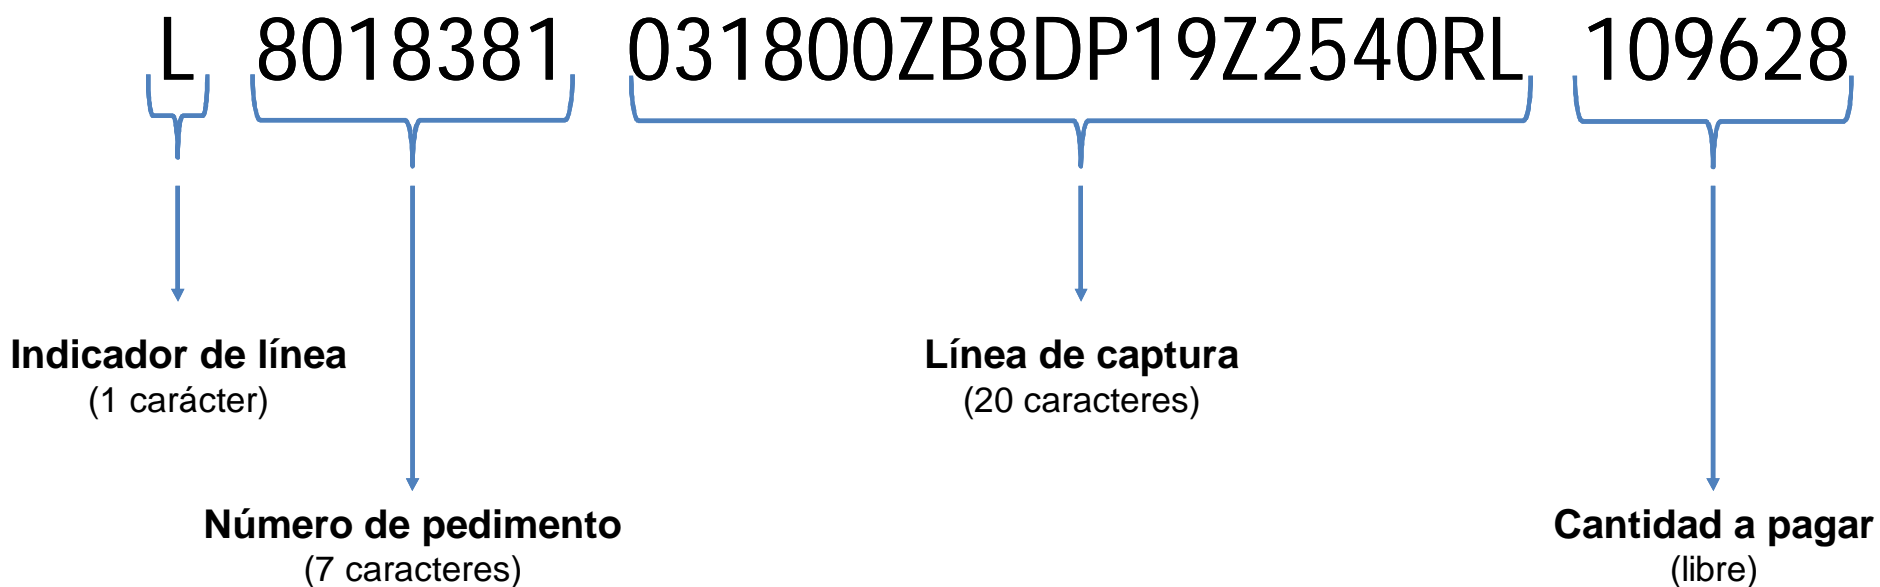 L 8018381 031800ZB8DP19Z2540RL 109628
Indicador de línea
(1 carácter)
Línea de captura
(20 caracteres)
Número de pedimento
(7 caracteres)
Cantidad a pagar
(libre)